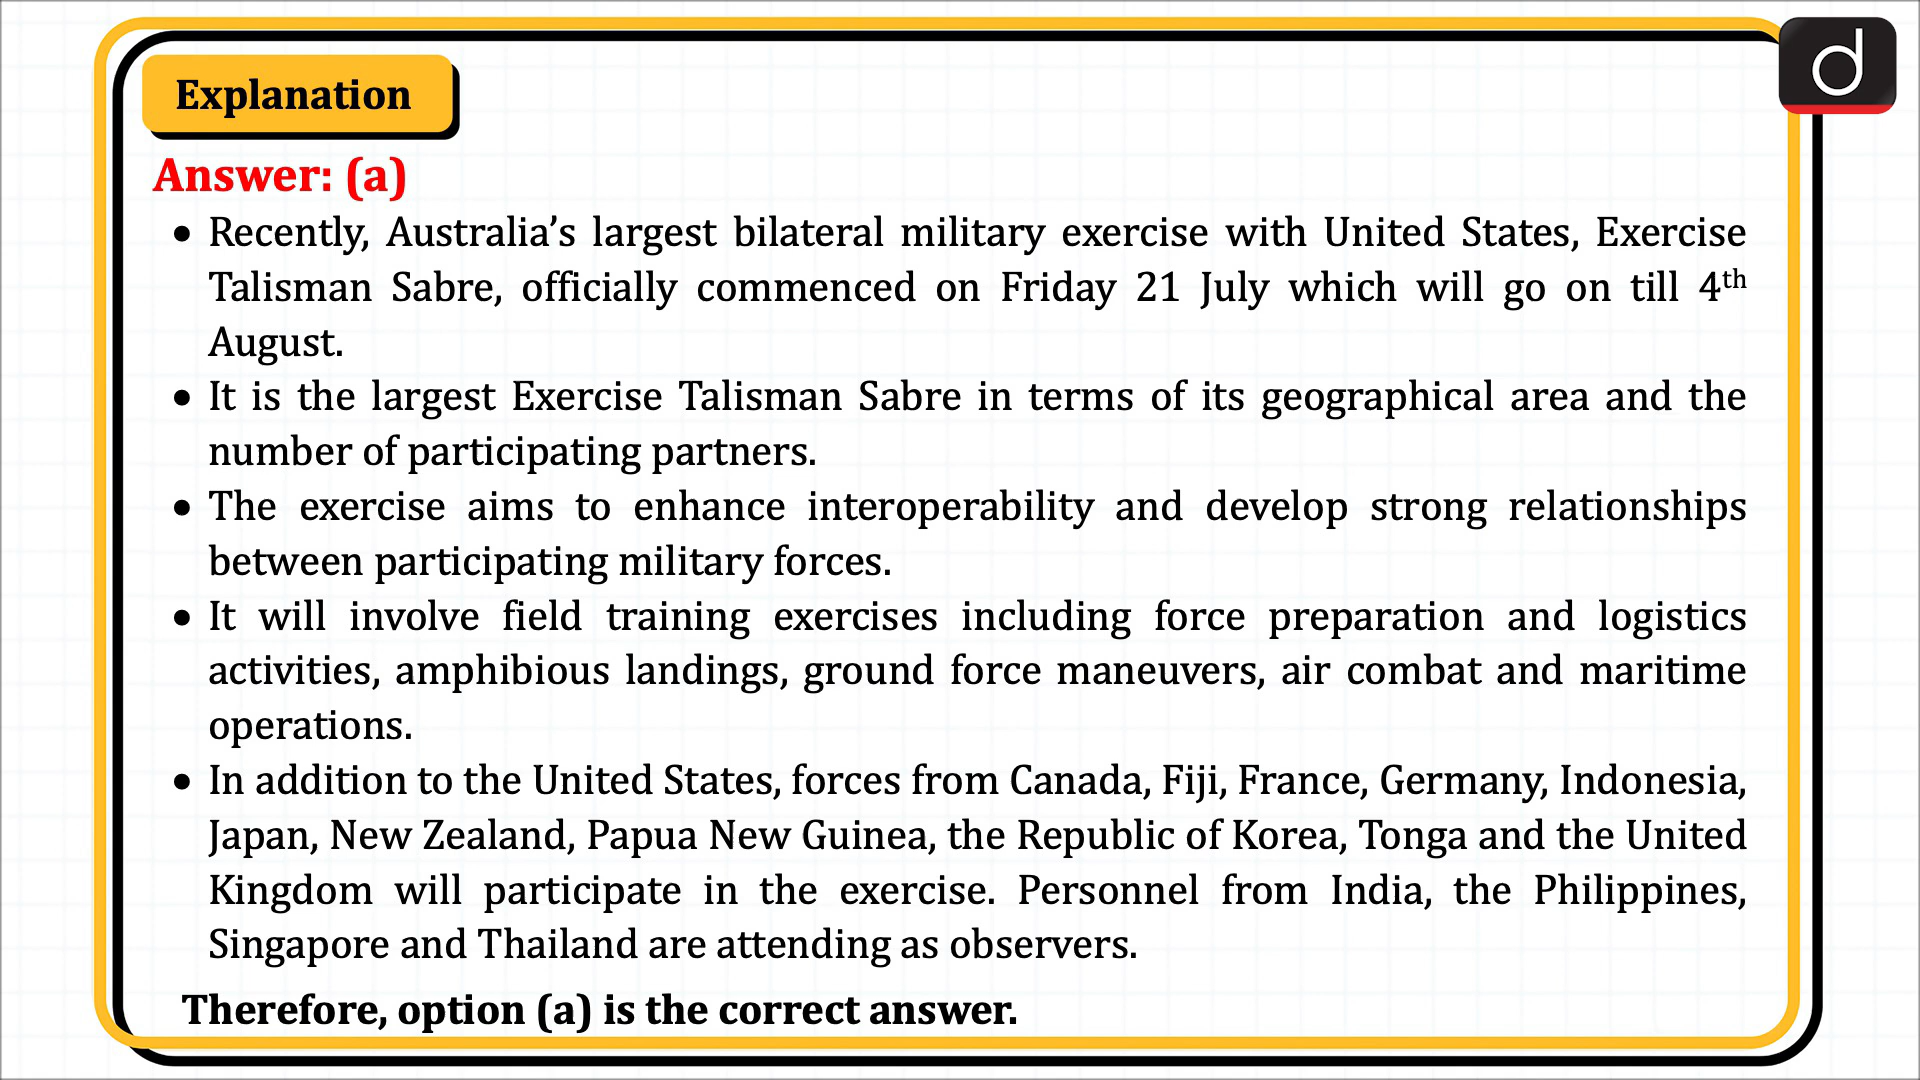 Explanation
Answer: (a)
• Recently, Australia’s largest bilateral military exercise with United States, Exercise
Talisman Sabre, officially commenced on Friday 21 July which will go on till 4th
August.
• It is the largest Exercise Talisman Sabre in terms of its geographical area and the
number of participating partners.
• The exercise aims to enhance interoperability and develop strong relationships
between participating military forces.
• It will involve field training exercises including force preparation and logistics
activities, amphibious landings, ground force maneuvers, air combat and maritime
operations.
• In addition to the United States, forces from Canada, Fiji, France, Germany, Indonesia,
Japan, New Zealand, Papua New Guinea, the Republic of Korea, Tonga and the United
Kingdom will participate in the exercise. Personnel from India, the Philippines,
Singapore and Thailand are attending as observers.
Therefore, option (a) is the correct answer.
d